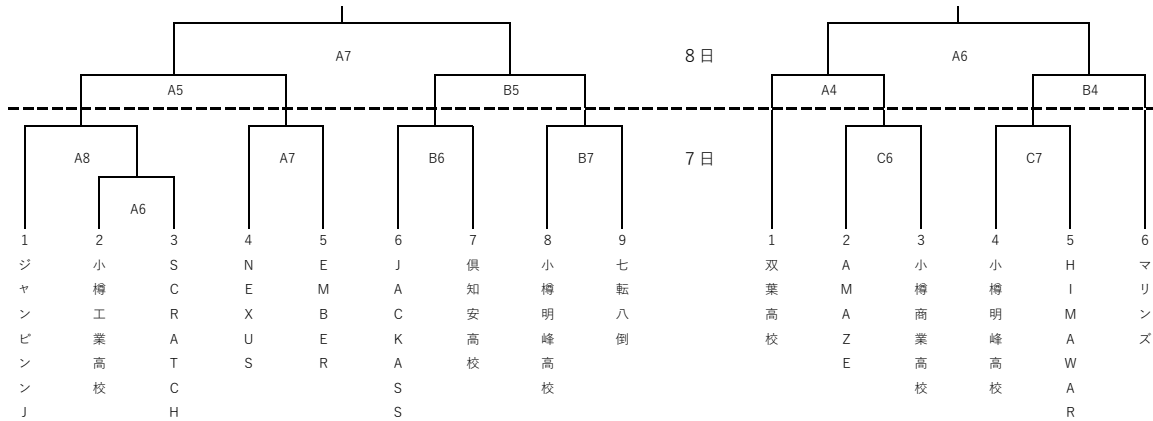 A7
8日
A6
A5
B5
A4
B4
A8
A7
B6
B7
7日
C6
C7
A6
1
2
3
4
5
6
7
8
9
1
2
3
4
5
6
ジャンピンンJ
小樽工業高校
SCRATCH
NEXUS
EMBER
JACKASS
倶知安高校
小樽明峰高校
七転八倒
双葉高校
AMAZE
小樽商業高校
小樽明峰高校
HIMAWAR
マリンズ